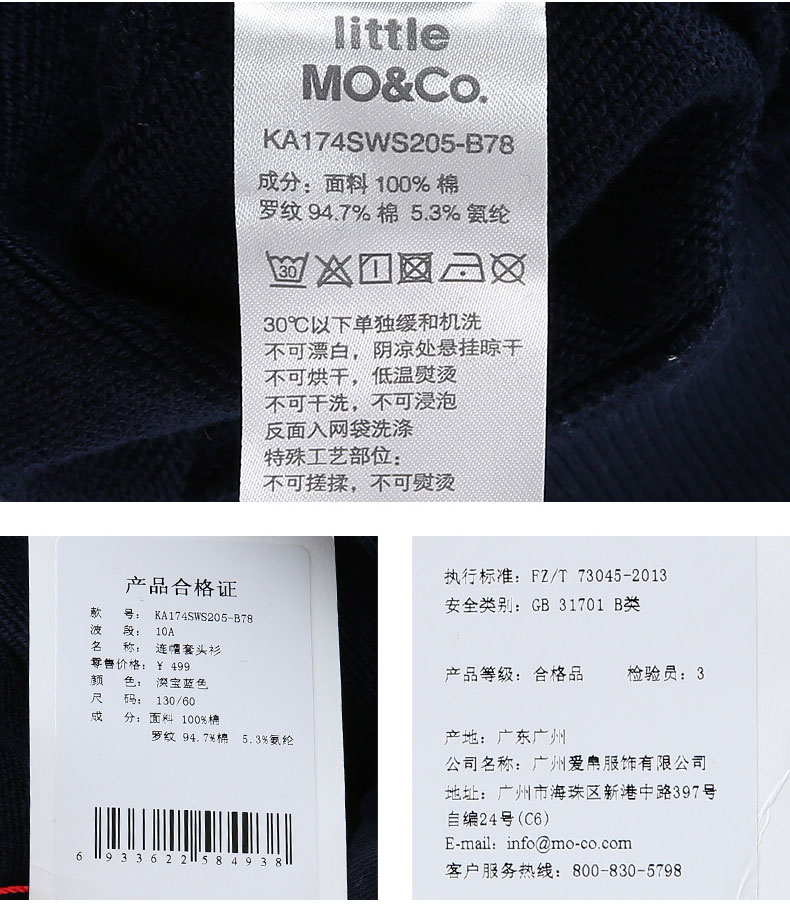 little
MO&Co.
KA174SWS205-B78
成分：面料 100% 棉
罗纹 94.7% 棉 5.3% 氨纶
30
30℃以下单独缓和机洗
不可漂白，阴凉处悬挂晾干
不可烘干，低温熨烫
不可干洗，不可浸泡
反面入网袋洗涤
特殊工艺部位：
不可搓揉，不可熨烫
产品合格证
款 号：KA174SWS205-B78
波 段：10A
名 称：连帽套头衫
零售价格：¥ 499
颜 色：深宝蓝色
尺 码：130/60
成 分：面料 100%棉
罗纹 94.7%棉 5.3%氨纶
6 933622 584938
执行标准：FZ/T 73045-2013
安全类别：GB 31701 B类
产品等级：合格品 检验员：3
产地：广东广州
公司名称：广州爱帛服饰有限公司
地址：广州市海珠区新港中路397号
自编24号(C6)
E-mail：info@mo-co.com
客户服务热线：800-830-5798